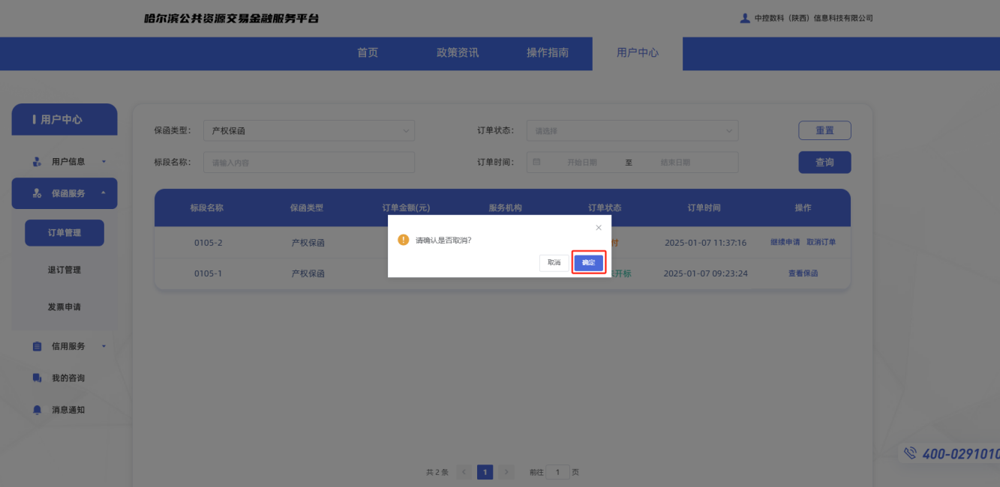 哈尔滨公共资源交易金融服务平台
中控数科（陕西）信息科技有限公司
首页 政策资讯 操作指南 用户中心
用户中心
用户信息
保函服务
订单管理
退订管理
发票申请
信用服务
我的咨询
消息通知
保函类型： 产权保函 订单状态： 请选择 重置
标段名称： 请输入内容 订单时间： 开始日期 至 结束日期 查询
标段名称 保函类型 订单金额(元) 服务机构 订单状态 订单时间 操作
0105-2 产权保函 付 2025-01-07 11:37:16 继续申请 取消订单
0105-1 产权保函 开标 2025-01-07 09:23:24 查看保函
请确认是否取消?
取消 确定
共 2 条 1 前往 1 页
400-0291010